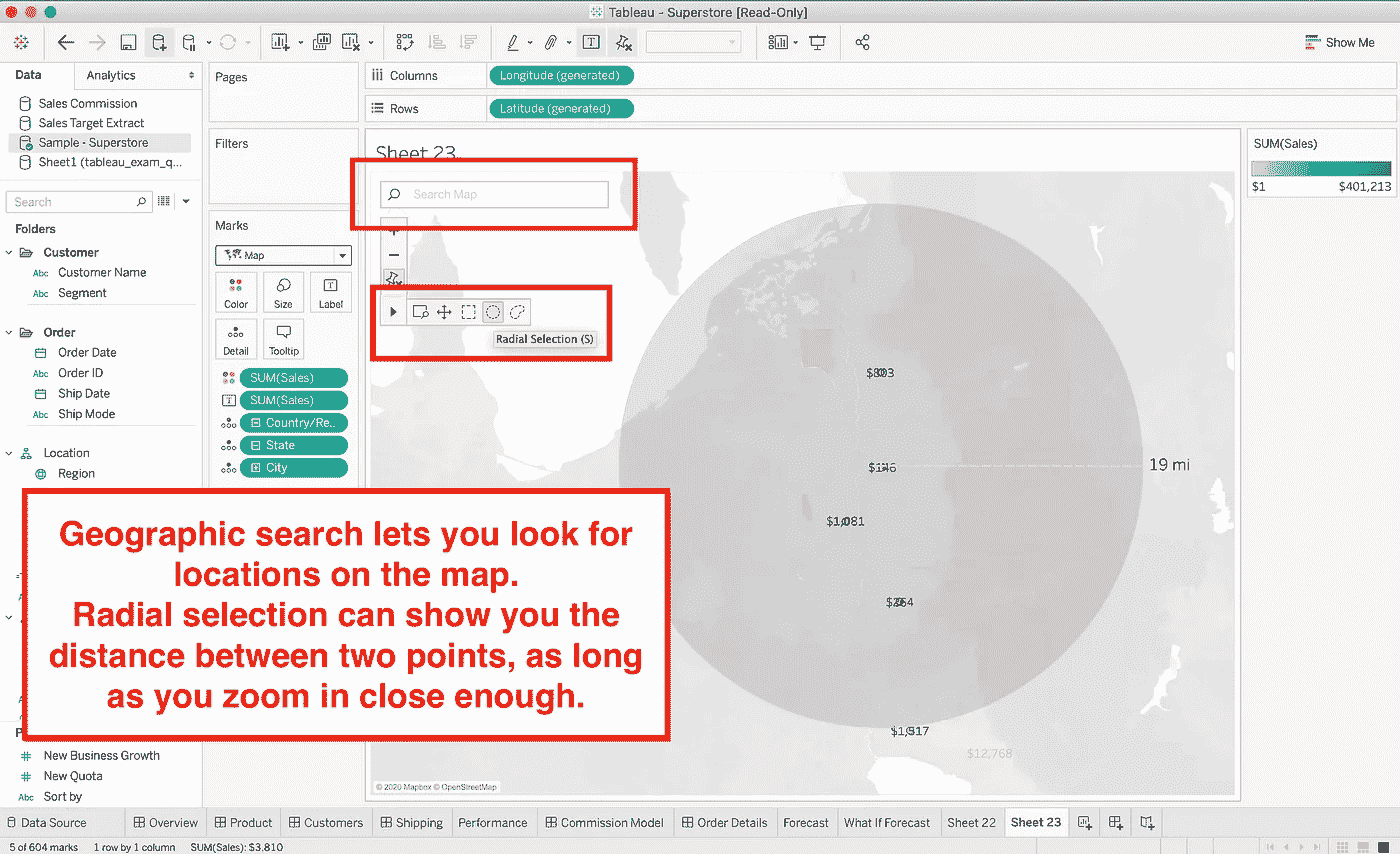 Tableau - Superstore [Read-Only]
Show Me
Data
Analytics
Sales Commission
Sales Target Extract
Sample - Superstore
Sheet1 (tableau_exam_q...
Search
Folders
Customer
Abc Customer Name
Abc Segment
Order
Order Date
Abc Order ID
Ship Date
Abc Ship Mode
Location
Region
New Business Growth
New Quota
Abc Sort by
Pages
Filters
Marks
Map
Color
Size
Label
Detail
Tooltip
SUM(Sales)
SUM(Sales)
Country/Re..
State
City
Columns
Longitude (generated)
Rows
Latitude (generated)
Sheet 23
Search Map
Radial Selection (S)
19 mi
$12,768
© 2020 Mapbox © OpenStreetMap
SUM(Sales)
$1
$401,213
Geographic search lets you look for
locations on the map.
Radial selection can show you the
distance between two points, as long
as you zoom in close enough.
Data Source
Overview
Product
Customers
Shipping
Performance
Commission Model
Order Details
Forecast
What If Forecast
Sheet 22
Sheet 23
5 of 604 marks
1 row by 1 column
SUM(Sales): $3,810